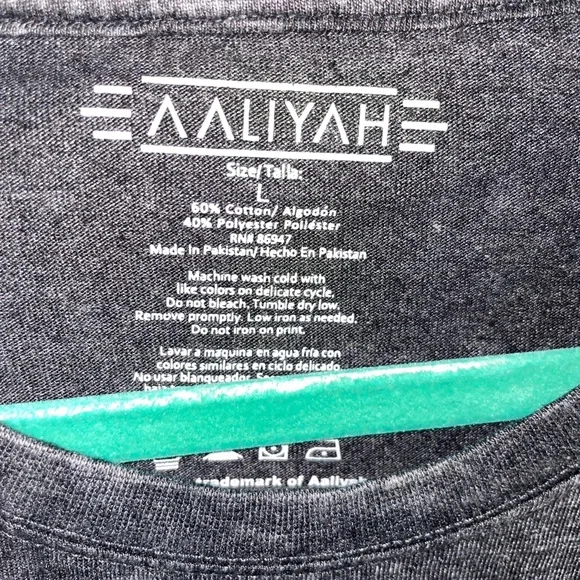 AALIYAH
Size/Talla:
L
60% Cotton/ Algodón
40% Polyester Poliéster
RN# 86947
Made In Pakistan/ Hecho En Pakistan
Machine wash cold with
like colors on delicate cycle.
Do not bleach. Tumble dry low.
Remove promptly. Low iron as needed.
Do not iron on print.
Lavar a maquina en agua fría con
colores similares en ciclo delicado.
No usar blanqueador.
trademark of Aaliyah